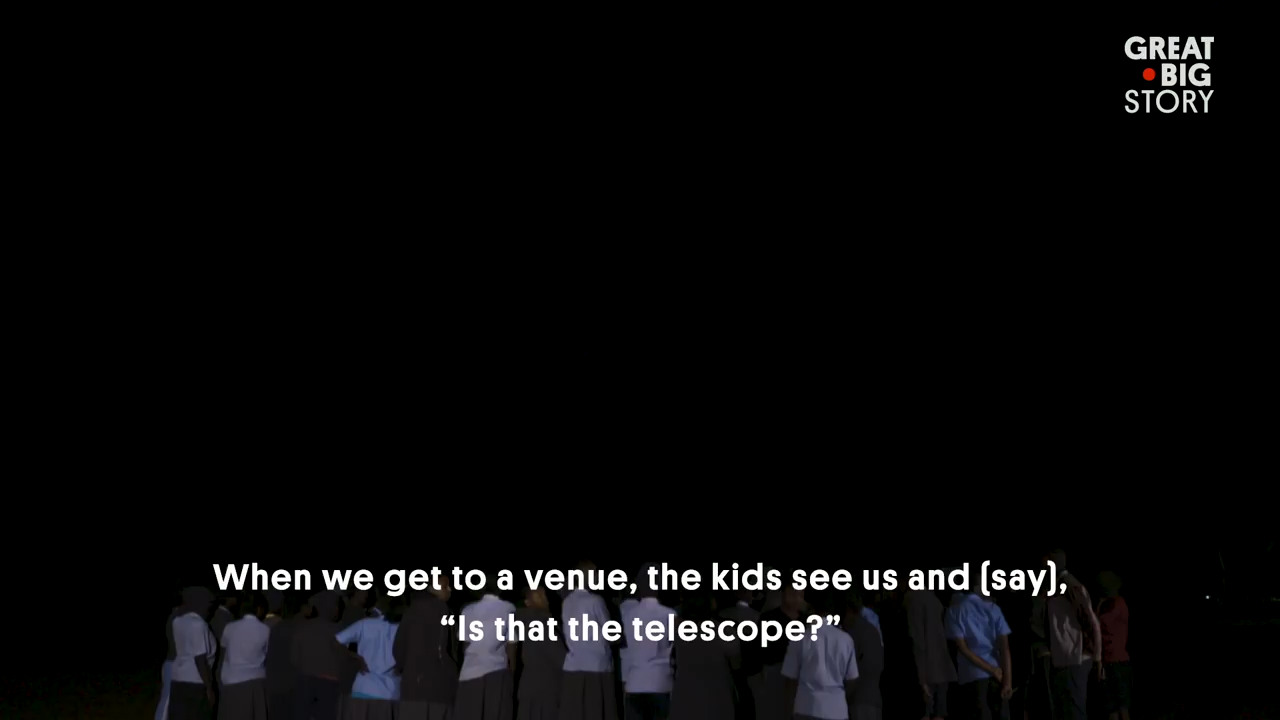 GREAT
BIG
STORY
When we get to a venue, the kids see us and (say),
“Is that the telescope?”